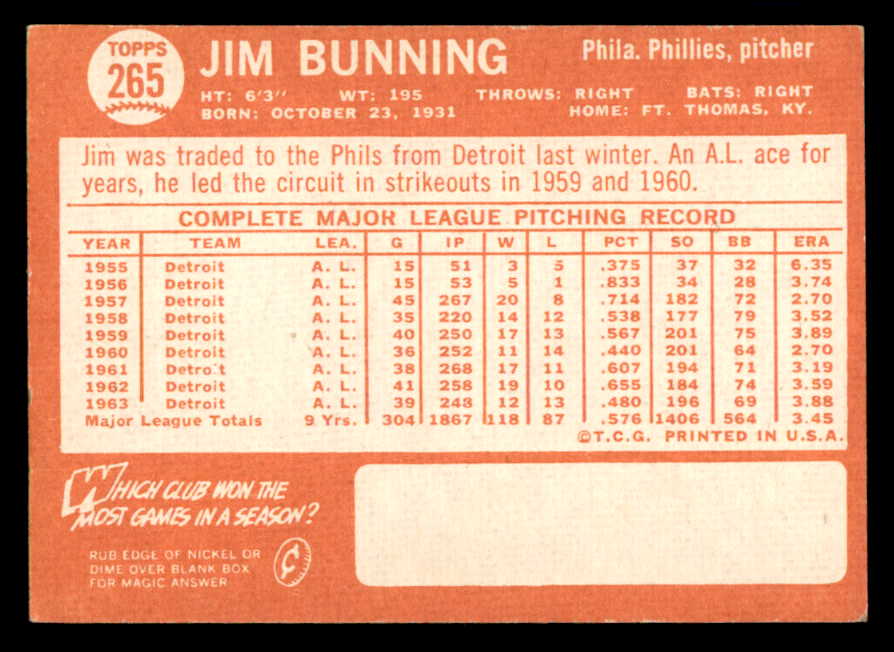 TOPPS
265
JIM BUNNING
Phila. Phillies, pitcher
HT: 6'3" WT: 195 THROWS: RIGHT BATS: RIGHT
BORN: OCTOBER 23, 1931 HOME: FT. THOMAS, KY.
Jim was traded to the Phils from Detroit last winter. An A.L. ace for
years, he led the circuit in strikeouts in 1959 and 1960.
COMPLETE MAJOR LEAGUE PITCHING RECORD
YEAR TEAM LEA. G IP W L PCT SO BB ERA
1955 Detroit A. L. 15 51 3 5 .375 37 32 6.35
1956 Detroit A. L. 15 53 5 1 .833 34 28 3.74
1957 Detroit A. L. 45 267 20 8 .714 182 72 2.70
1958 Detroit A. L. 35 220 14 12 .538 177 79 3.52
1959 Detroit A. L. 40 250 17 13 .567 201 75 3.89
1960 Detroit A. L. 36 252 11 14 .440 201 64 2.70
1961 Detroit A. L. 38 268 17 11 .607 194 71 3.19
1962 Detroit A. L. 41 258 19 10 .655 184 74 3.59
1963 Detroit A. L. 39 248 12 13 .480 196 69 3.88
Major League Totals 9 Yrs. 304 1867 118 87 .576 1406 564 3.45
©T.C.G. PRINTED IN U.S.A.
WHICH CLUB WON THE
MOST GAMES IN A SEASON?
RUB EDGE OF NICKEL OR
DIME OVER BLANK BOX
FOR MAGIC ANSWER
¢